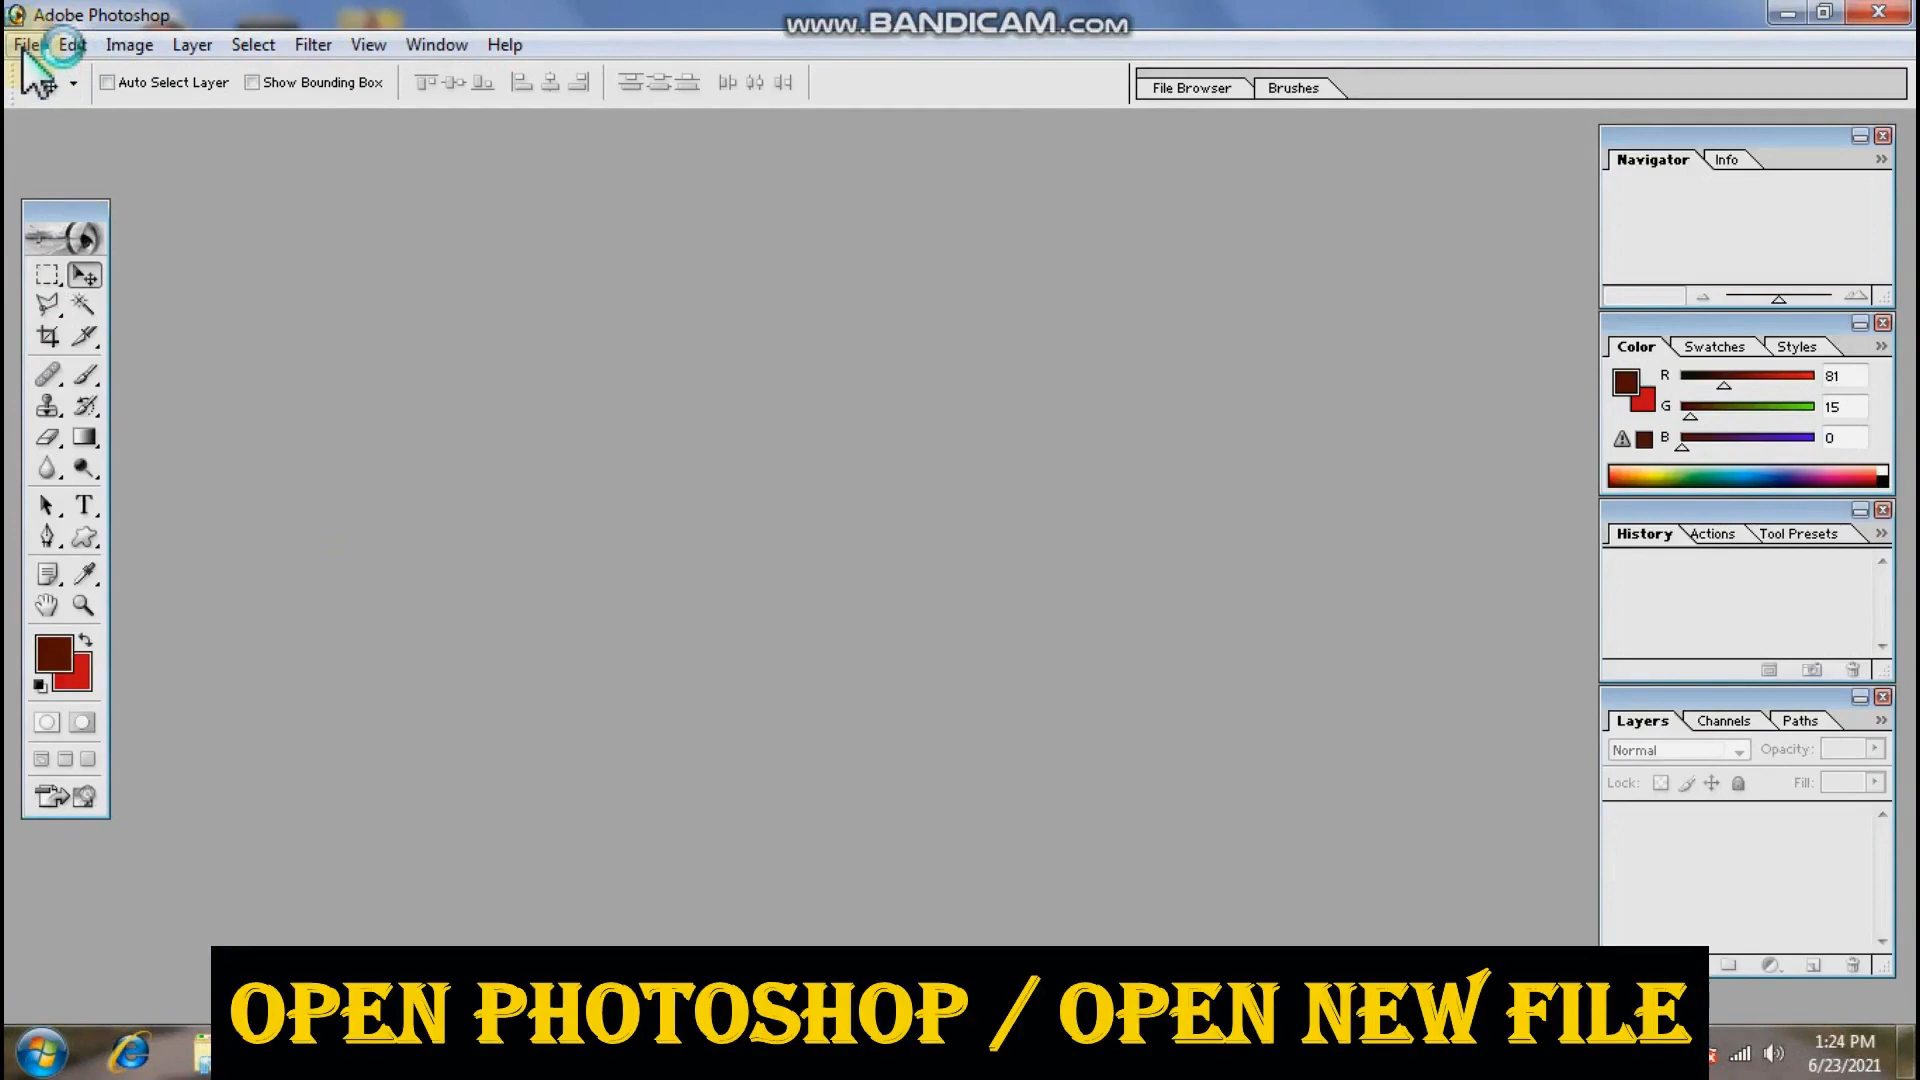 Adobe Photoshop
www.BANDICAM.com
File Edit Image Layer Select Filter View Window Help
Auto Select Layer Show Bounding Box
File Browser Brushes
Navigator Info
Color Swatches Styles
R 81
G 15
B 0
T
History Actions Tool Presets
Layers Channels Paths
Normal Opacity:
Lock: Fill:
OPEN PHOTOSHOP / OPEN NEW FILE
1:24 PM
6/23/2021